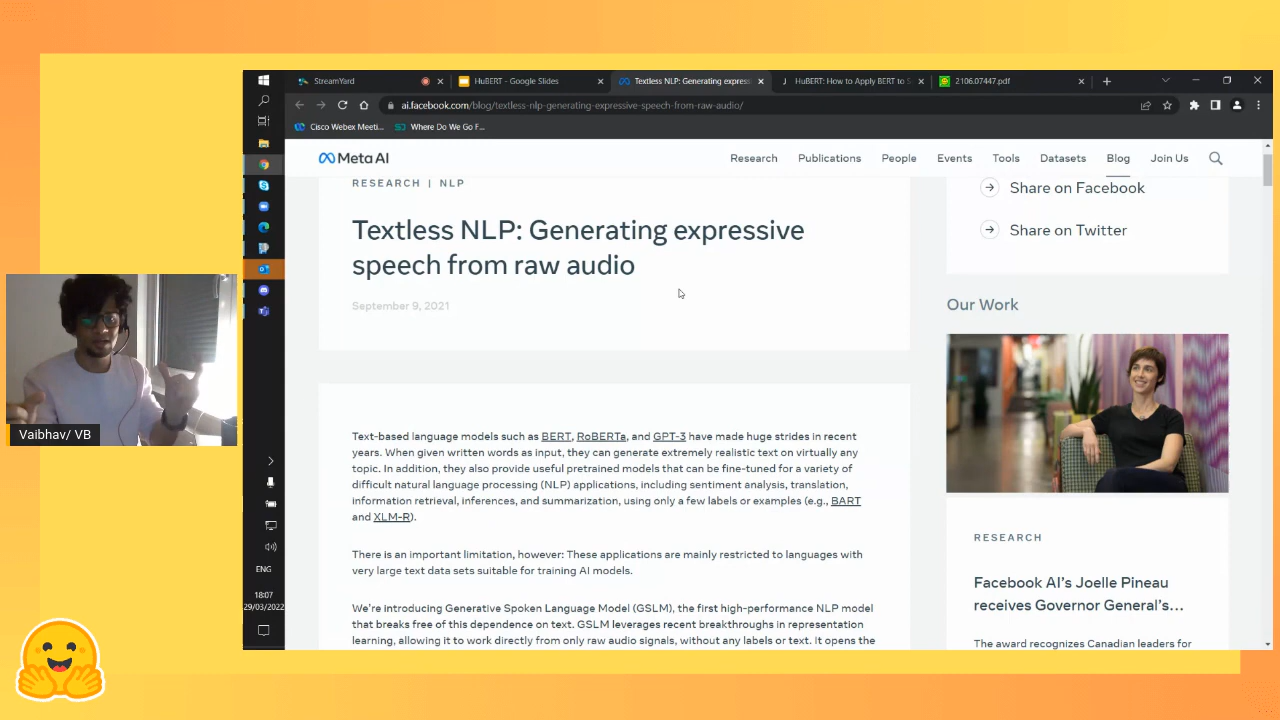 StreamYard
HuBERT - Google Slides
Textless NLP: Generating express
HuBERT: How to Apply BERT to S
2106.07447.pdf
ai.facebook.com/blog/textless-nlp-generating-expressive-speech-from-raw-audio/
Cisco Webex Meeti...
Where Do We Go F...
Meta AI
Research
Publications
People
Events
Tools
Datasets
Blog
Join Us
RESEARCH | NLP
Textless NLP: Generating expressive
speech from raw audio
September 9, 2021
Text-based language models such as BERT, RoBERTa, and GPT-3 have made huge strides in recent
years. When given written words as input, they can generate extremely realistic text on virtually any
topic. In addition, they also provide useful pretrained models that can be fine-tuned for a variety of
difficult natural language processing (NLP) applications, including sentiment analysis, translation,
information retrieval, inferences, and summarization, using only a few labels or examples (e.g., BART
and XLM-R).
There is an important limitation, however: These applications are mainly restricted to languages with
very large text data sets suitable for training AI models.
We're introducing Generative Spoken Language Model (GSLM), the first high-performance NLP model
that breaks free of this dependence on text. GSLM leverages recent breakthroughs in representation
learning, allowing it to work directly from only raw audio signals, without any labels or text. It opens the
Share on Facebook
Share on Twitter
Our Work
RESEARCH
Facebook AI's Joelle Pineau
receives Governor General's...
The award recognizes Canadian leaders for
Vaibhav/ VB
ENG
18:07
29/03/2022